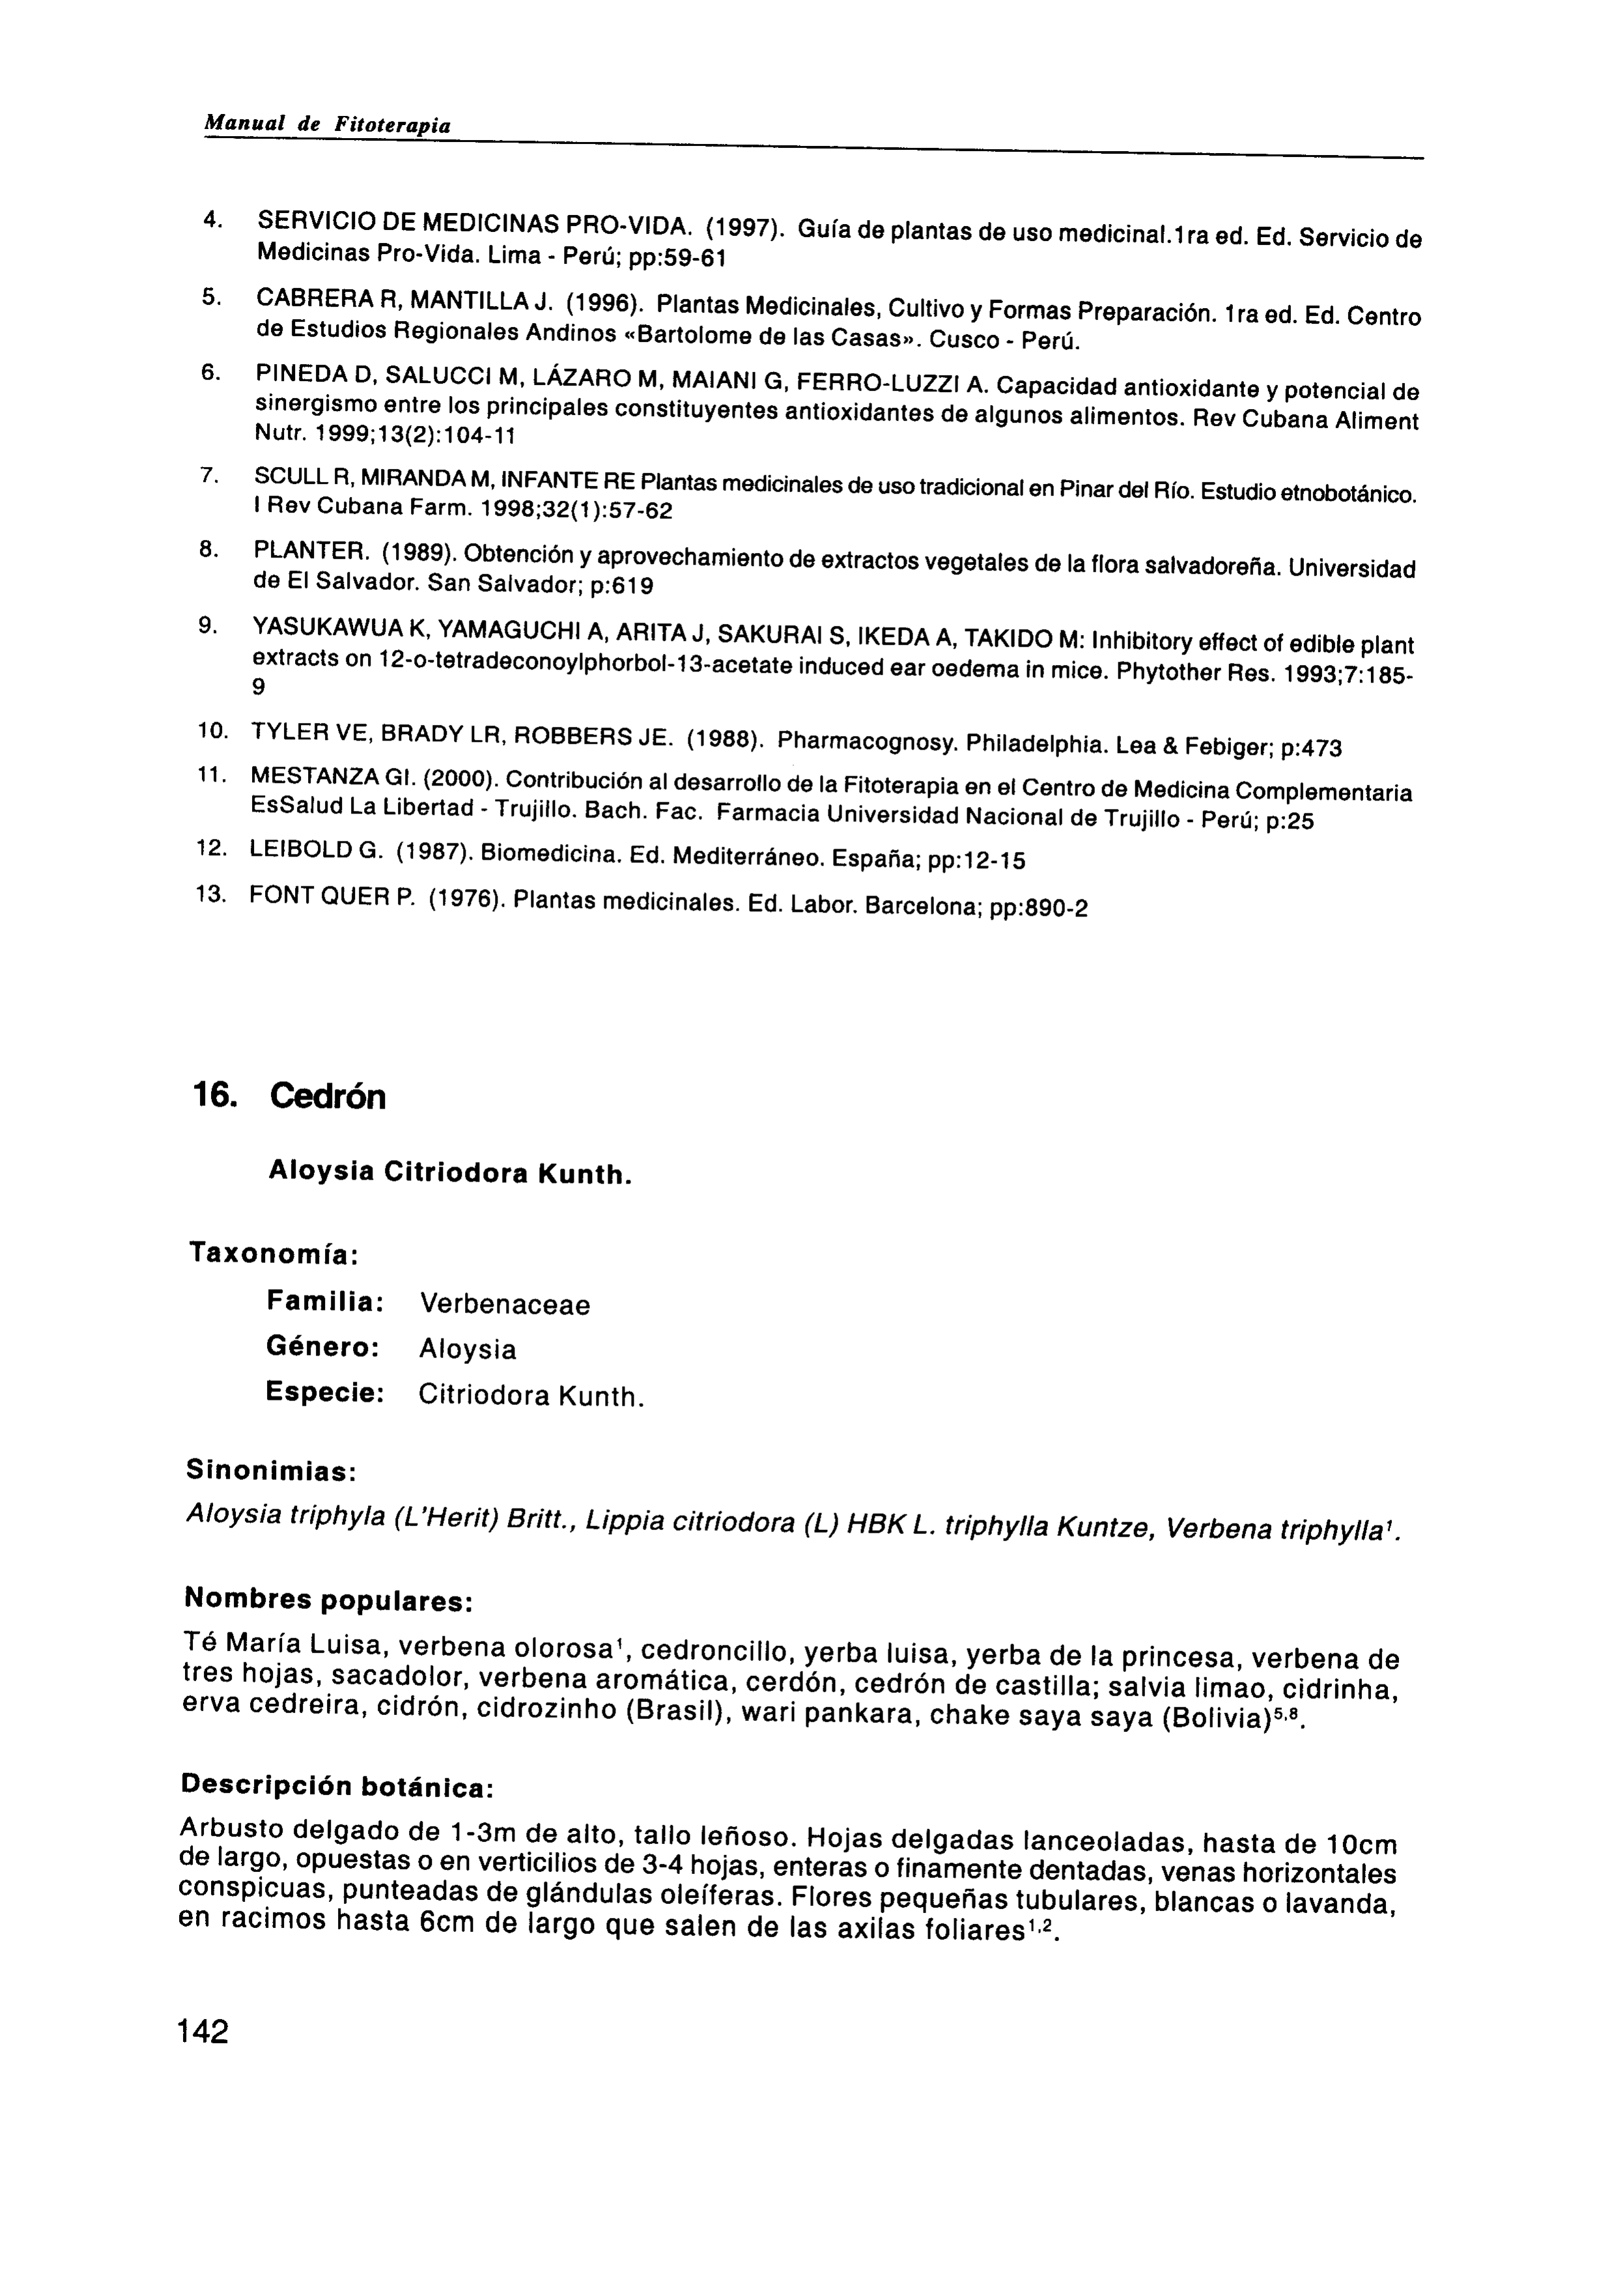 Manual de Fitoterapia
4. SERVICIO DE MEDICINAS PRO-VIDA. (1997). Guía de plantas de uso medicinal.1ra ed. Ed. Servicio de
Medicinas Pro-Vida. Lima - Perú; pp:59-61
5. CABRERA R, MANTILLA J. (1996). Plantas Medicinales, Cultivo y Formas Preparación. 1ra ed. Ed. Centro
de Estudios Regionales Andinos «Bartolome de las Casas». Cusco - Perú.
6. PINEDA D, SALUCCI M, LÁZARO M, MAIANI G, FERRO-LUZZI A. Capacidad antioxidante y potencial de
sinergismo entre los principales constituyentes antioxidantes de algunos alimentos. Rev Cubana Aliment
Nutr. 1999;13(2):104-11
7. SCULL R, MIRANDA M, INFANTE RE Plantas medicinales de uso tradicional en Pinar del Río. Estudio etnobotánico.
I Rev Cubana Farm. 1998;32(1):57-62
8. PLANTER. (1989). Obtención y aprovechamiento de extractos vegetales de la flora salvadoreña. Universidad
de El Salvador. San Salvador; p:619
9. YASUKAWUA K, YAMAGUCHI A, ARITA J, SAKURAI S, IKEDA A, TAKIDO M: Inhibitory effect of edible plant
extracts on 12-o-tetradeconoylphorbol-13-acetate induced ear oedema in mice. Phytother Res. 1993;7:185-
9
10. TYLER VE, BRADY LR, ROBBERS JE. (1988). Pharmacognosy. Philadelphia. Lea & Febiger; p:473
11. MESTANZA GI. (2000). Contribución al desarrollo de la Fitoterapia en el Centro de Medicina Complementaria
EsSalud La Libertad - Trujillo. Bach. Fac. Farmacia Universidad Nacional de Trujillo - Perú; p:25
12. LEIBOLD G. (1987). Biomedicina. Ed. Mediterráneo. España; pp:12-15
13. FONT QUER P. (1976). Plantas medicinales. Ed. Labor. Barcelona; pp:890-2
16. Cedrón
Aloysia Citriodora Kunth.
Taxonomía:
Familia: Verbenaceae
Género: Aloysia
Especie: Citriodora Kunth.
Sinonimias:
Aloysia triphyla (L'Herit) Britt., Lippia citriodora (L) HBK L. triphylla Kuntze, Verbena triphylla¹.
Nombres populares:
Té María Luisa, verbena olorosa¹, cedroncillo, yerba luisa, yerba de la princesa, verbena de
tres hojas, sacadolor, verbena aromática, cerdón, cedrón de castilla; salvia limao, cidrinha,
erva cedreira, cidrón, cidrozinho (Brasil), wari pankara, chake saya saya (Bolivia)⁵,⁸.
Descripción botánica:
Arbusto delgado de 1-3m de alto, tallo leñoso. Hojas delgadas lanceoladas, hasta de 10cm
de largo, opuestas o en verticilios de 3-4 hojas, enteras o finamente dentadas, venas horizontales
conspicuas, punteadas de glándulas oleíferas. Flores pequeñas tubulares, blancas o lavanda,
en racimos hasta 6cm de largo que salen de las axilas foliares¹,².
142